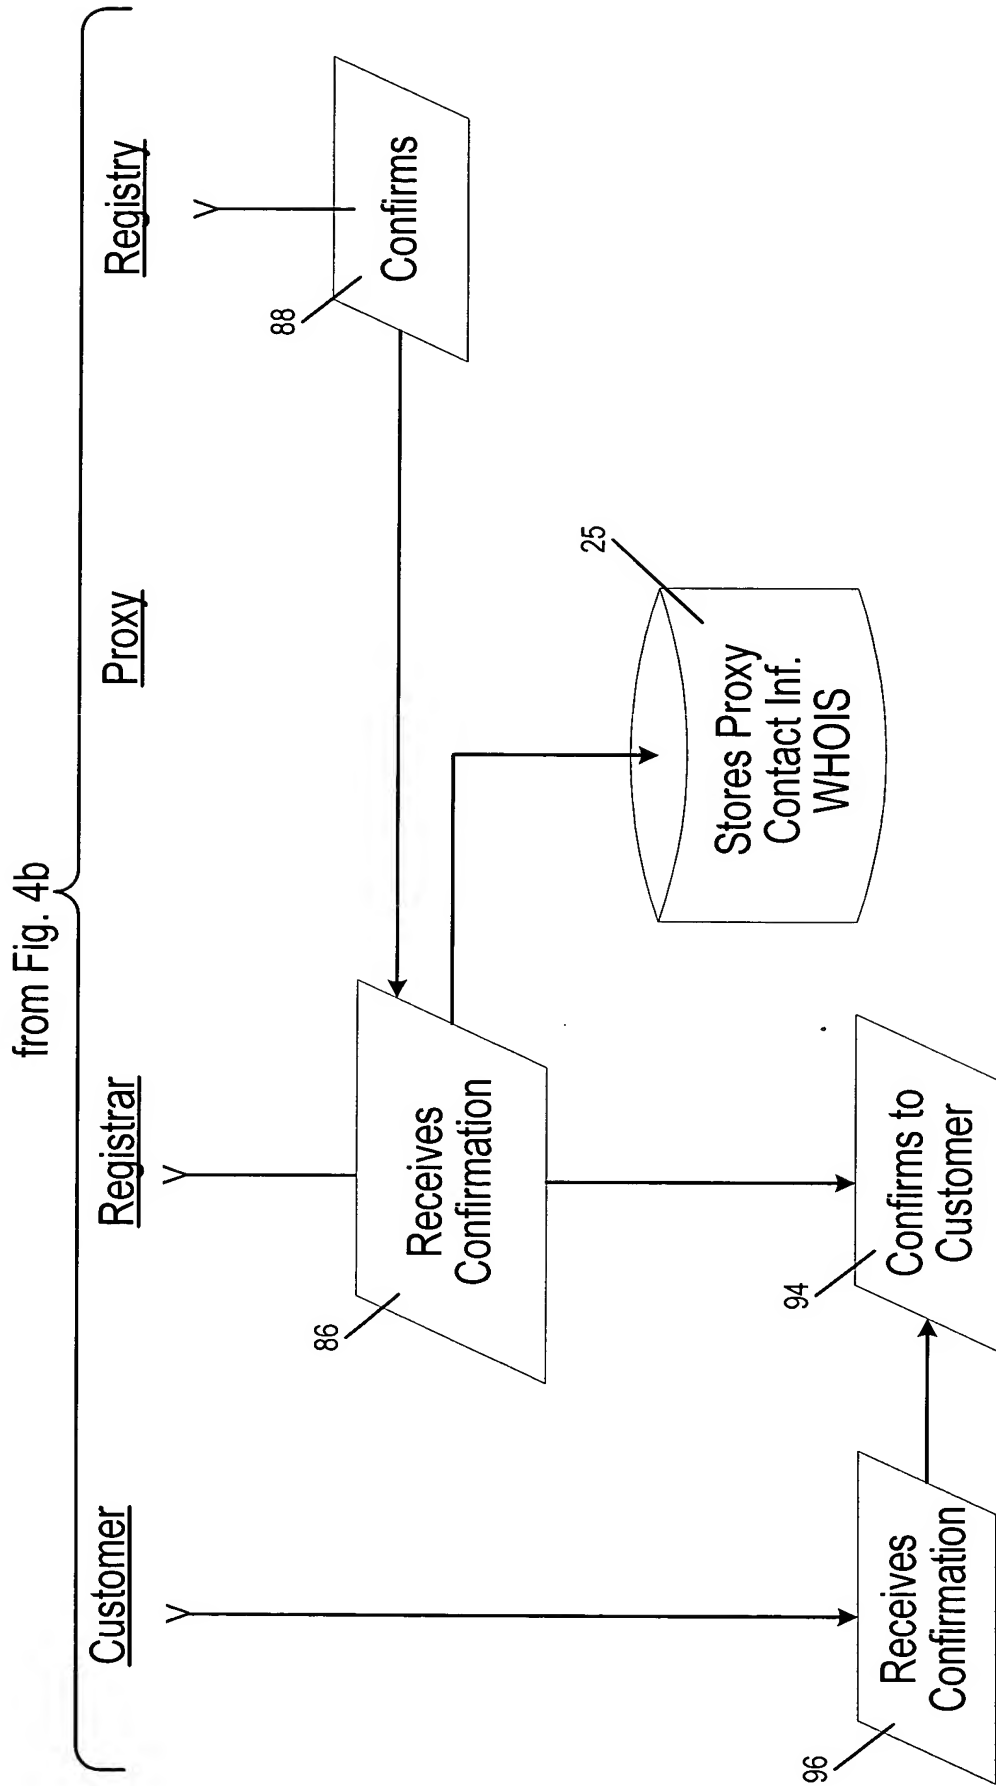 from Fig. 4b
Customer
Registrar
Proxy
Registry
88
Confirms
86
Receives
Confirmation
25
Stores Proxy
Contact Inf.
WHOIS
94
Confirms to
Customer
96
Receives
Confirmation